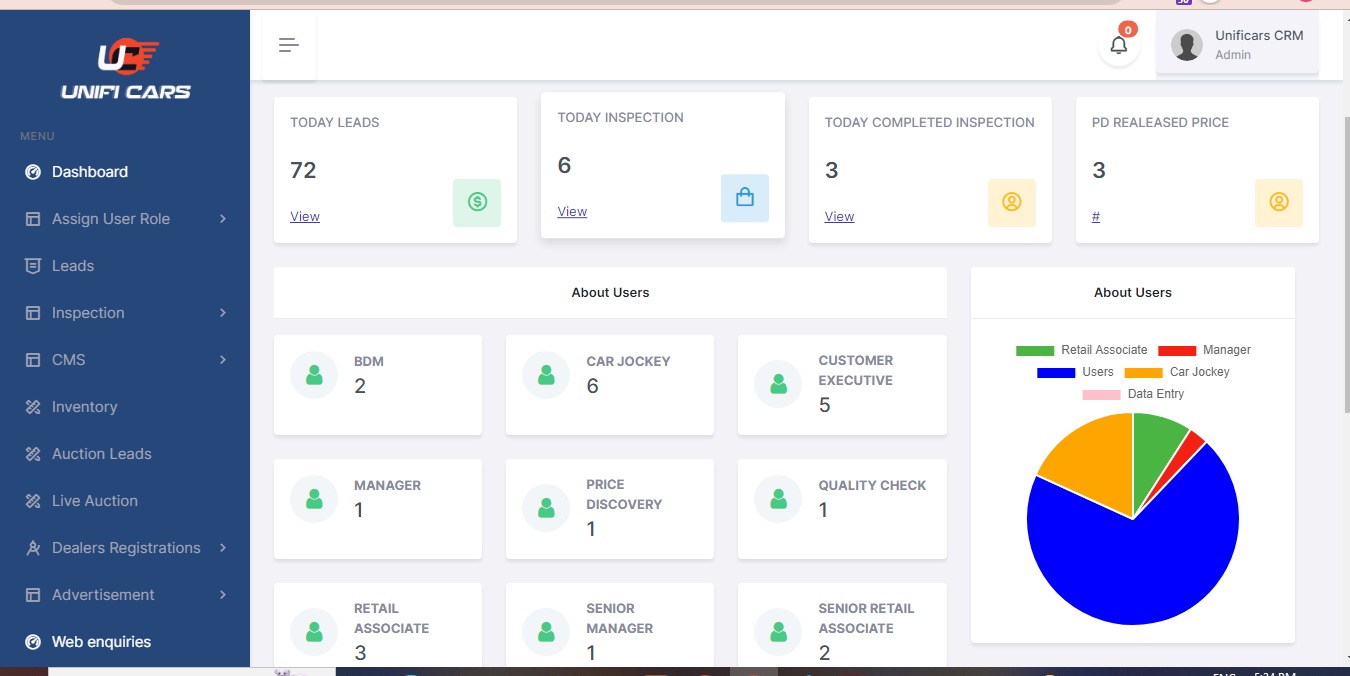 UNIFI CARS
MENU
Dashboard
Assign User Role
Leads
Inspection
CMS
Inventory
Auction Leads
Live Auction
Dealers Registrations
Advertisement
Web enquiries
0
Unificars CRM
Admin
TODAY LEADS
72
View
TODAY INSPECTION
6
View
TODAY COMPLETED INSPECTION
3
View
PD REALEASED PRICE
3
#
About Users
BDM
2
CAR JOCKEY
6
CUSTOMER
EXECUTIVE
5
MANAGER
1
PRICE
DISCOVERY
1
QUALITY CHECK
1
RETAIL
ASSOCIATE
3
SENIOR
MANAGER
1
SENIOR RETAIL
ASSOCIATE
2
About Users
Retail Associate
Manager
Users
Car Jockey
Data Entry